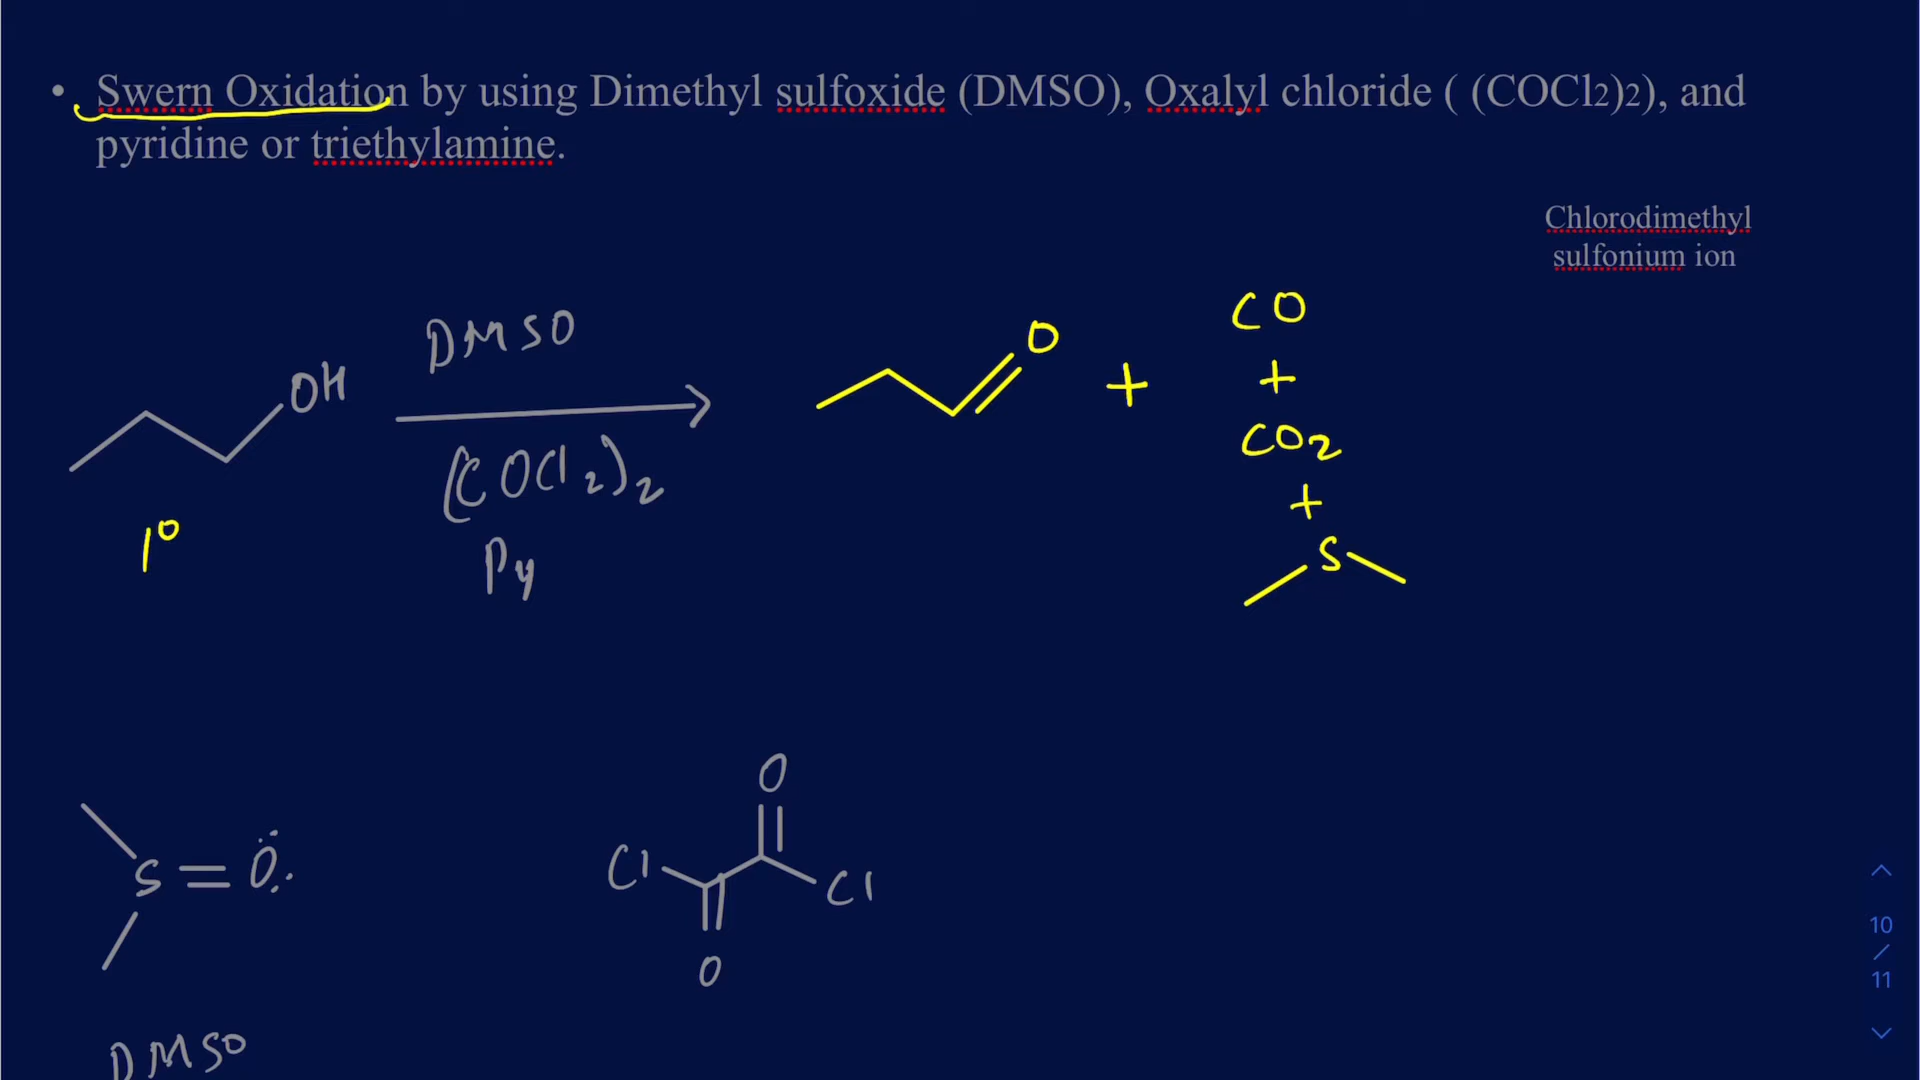 • Swern Oxidation by using Dimethyl sulfoxide (DMSO), Oxalyl chloride ( (COCl2)2), and
pyridine or triethylamine.
Chlorodimethyl
sulfonium ion
OH
1°
DMSO
(COCl2)2
Py
O
+
CO
+
CO2
+
S
S=O
DMSO
O
Cl
Cl
O
10
/
11